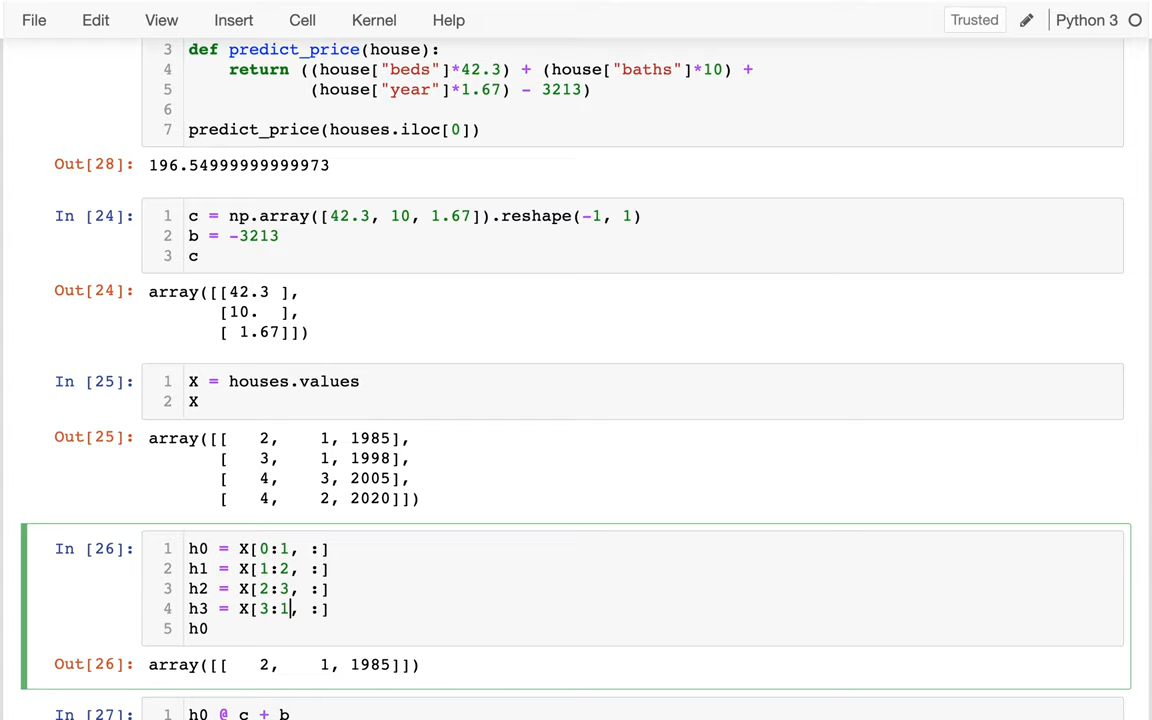 File Edit View Insert Cell Kernel Help Trusted Python 3
3 def predict_price(house):
4     return ((house["beds"]*42.3) + (house["baths"]*10) +
5             (house["year"]*1.67) - 3213)
6
7 predict_price(houses.iloc[0])
Out[28]: 196.54999999999973
In [24]: 1 c = np.array([42.3, 10, 1.67]).reshape(-1, 1)
2 b = -3213
3 c
Out[24]: array([[42.3 ],
       [10.  ],
       [ 1.67]])
In [25]: 1 X = houses.values
2 X
Out[25]: array([[   2,    1, 1985],
       [   3,    1, 1998],
       [   4,    3, 2005],
       [   4,    2, 2020]])
In [26]: 1 h0 = X[0:1, :]
2 h1 = X[1:2, :]
3 h2 = X[2:3, :]
4 h3 = X[3:1, :]
5 h0
Out[26]: array([[   2,    1, 1985]])
In [27]: 1 h0 @ c + b